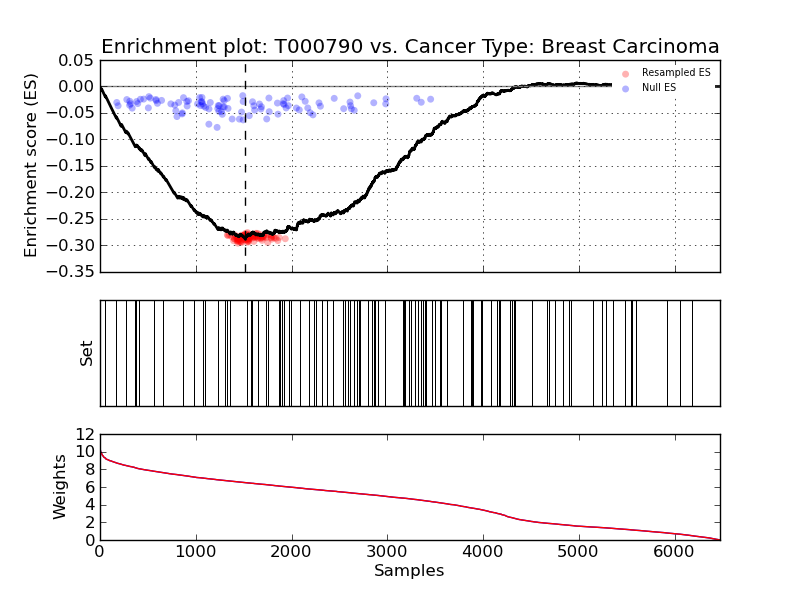 Enrichment plot: T000790 vs. Cancer Type: Breast Carcinoma
Enrichment score (ES)
0.05
0.00
−0.05
−0.10
−0.15
−0.20
−0.25
−0.30
−0.35
Resampled ES
Null ES
Set
Weights
12
10
8
6
4
2
0
0 1000 2000 3000 4000 5000 6000
Samples